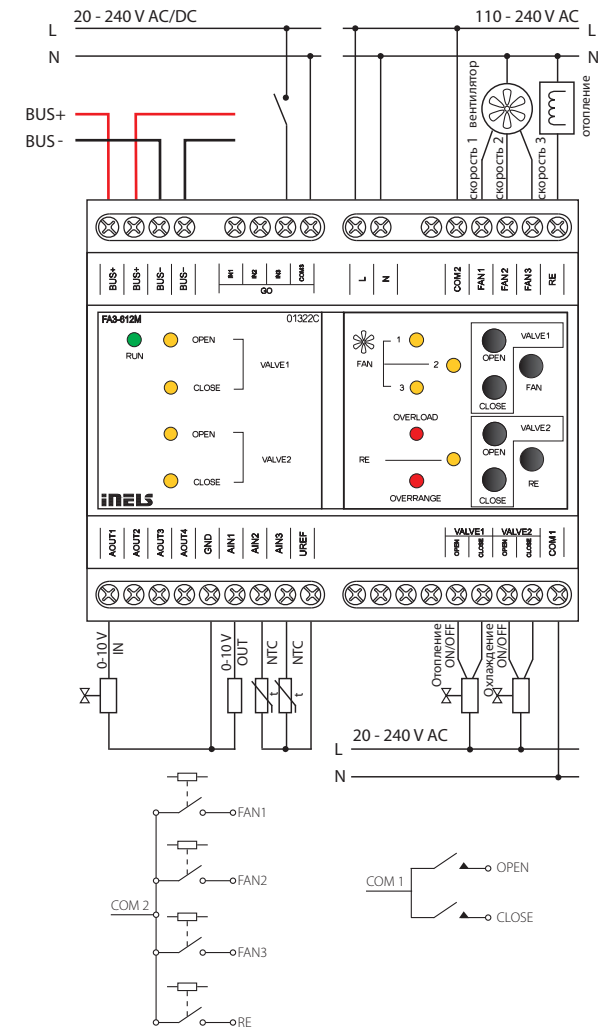 20 - 240 V AC/DC
110 - 240 V AC
L
L
N
N
BUS+
BUS -
скорость 1
вентилятор
скорость 2
скорость 3
отопление
BUS+
BUS+
BUS−
BUS−
IN1
IN2
IN3
COM3
GO
L
N
COM2
FAN1
FAN2
FAN3
RE
FA3-612M
01322C
RUN
OPEN
CLOSE
VALVE1
OPEN
CLOSE
VALVE2
iNELS
FAN
1
2
3
OVERLOAD
RE
OVERRANGE
OPEN
VALVE1
CLOSE
FAN
OPEN
VALVE2
CLOSE
RE
AOUT1
AOUT2
AOUT3
AOUT4
GND
AIN1
AIN2
AIN3
UREF
VALVE1
VALVE2
OPEN
CLOSE
OPEN
CLOSE
COM1
0-10 V
IN
0-10 V
OUT
NTC
NTC
t
t
Отопление
ON/OFF
Охлаждение
ON/OFF
20 - 240 V AC
L
N
FAN1
FAN2
COM 2
FAN3
RE
COM 1
OPEN
CLOSE